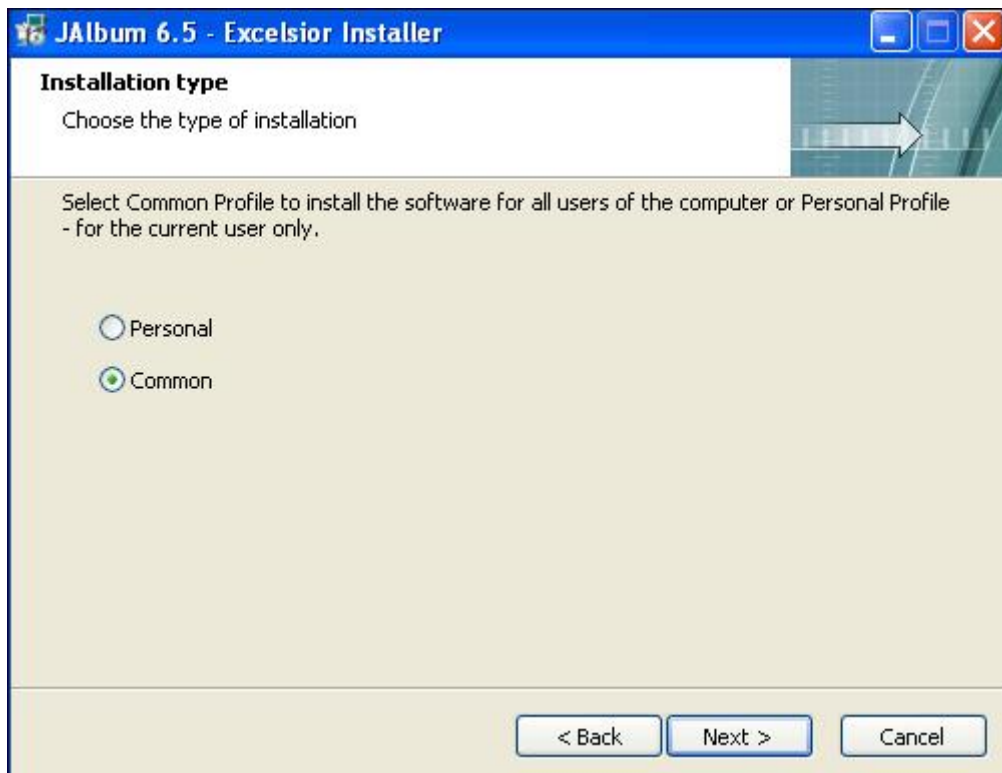 JAlbum 6.5 - Excelsior Installer
Installation type
Choose the type of installation
Select Common Profile to install the software for all users of the computer or Personal Profile
- for the current user only.
Personal
Common
< Back
Next >
Cancel